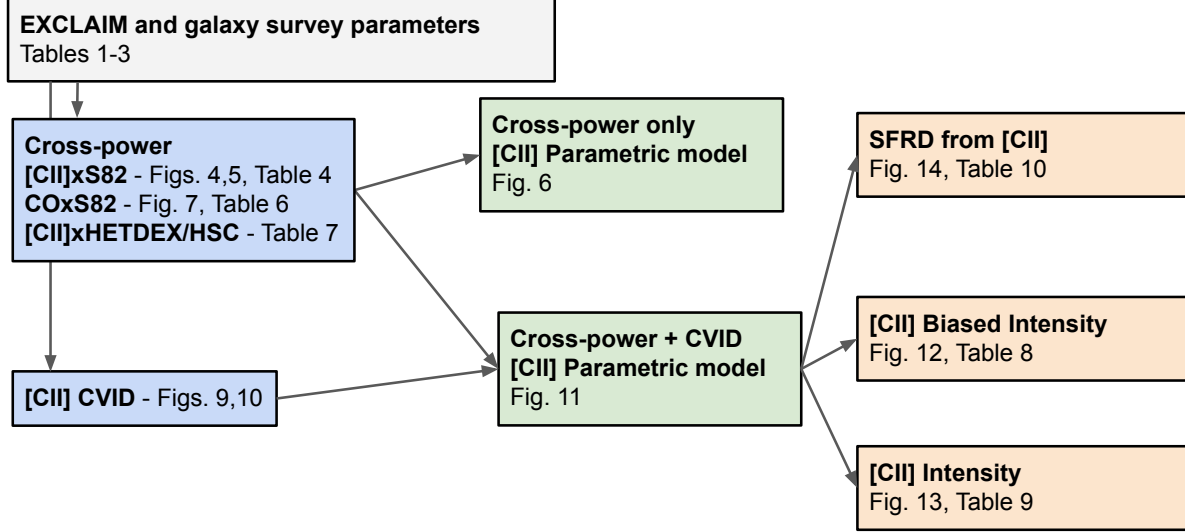 EXCLAIM and galaxy survey parameters
Tables 1-3
Cross-power
[CII]xS82 - Figs. 4,5, Table 4
COxS82 - Fig. 7, Table 6
[CII]xHETDEX/HSC - Table 7
[CII] CVID - Figs. 9,10
Cross-power only
[CII] Parametric model
Fig. 6
Cross-power + CVID
[CII] Parametric model
Fig. 11
SFRD from [CII]
Fig. 14, Table 10
[CII] Biased Intensity
Fig. 12, Table 8
[CII] Intensity
Fig. 13, Table 9